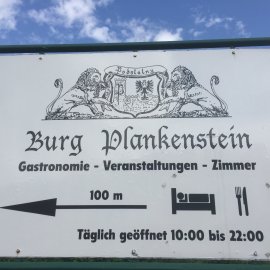 Burg Plankenstein
Gastronomie - Veranstaltungen - Zimmer
100 m
Täglich geöffnet 10:00 bis 22:00